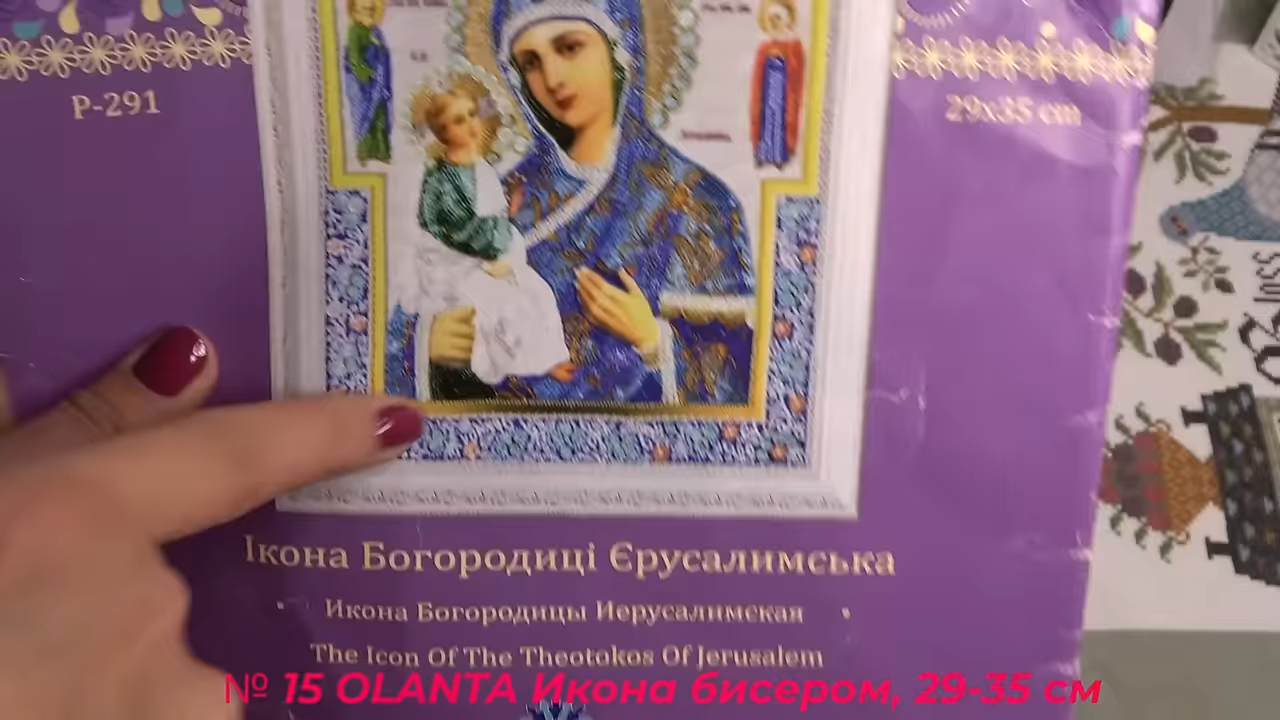 P-291
29x35 cm
Ікона Богородиці Єрусалимська
Икона Богородицы Иерусалимская
The Icon Of The Theotokos Of Jerusalem
№ 15 OLANTA Икона бисером, 29-35 см